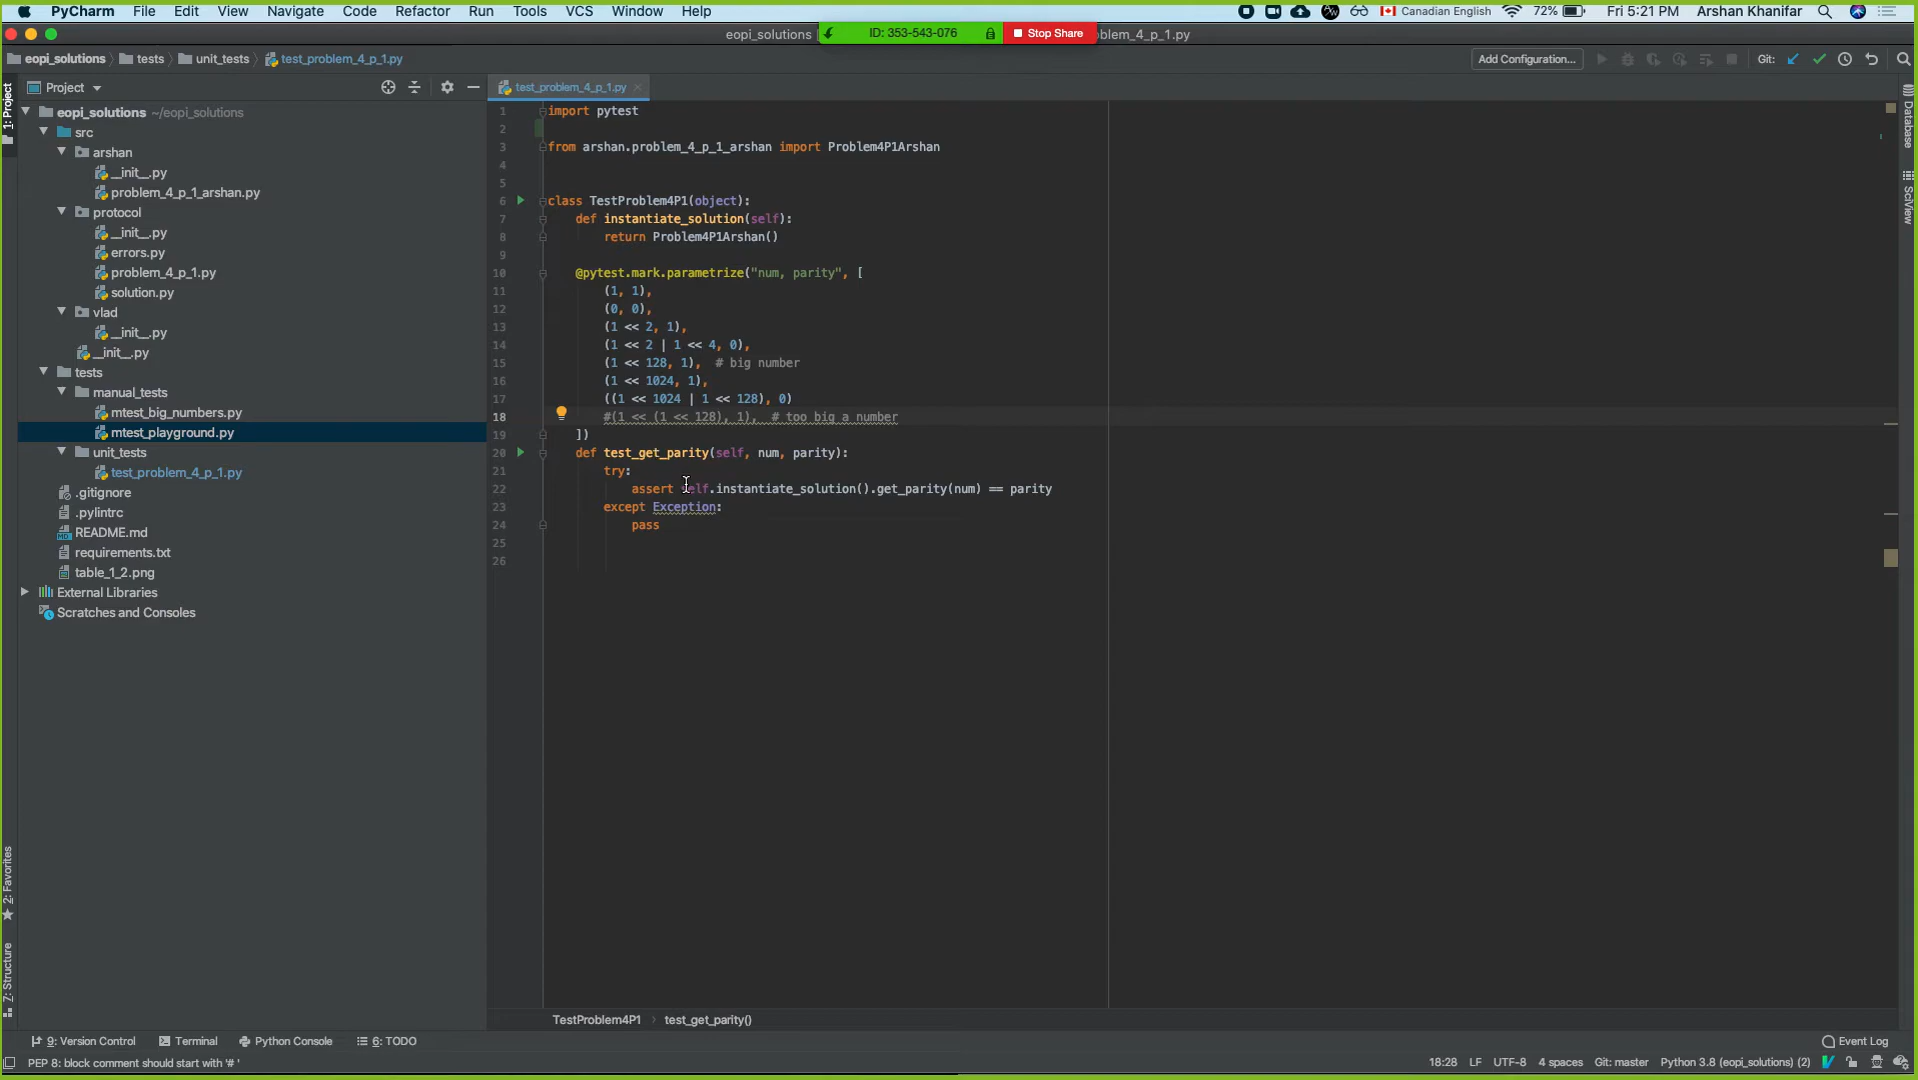 PyCharm File Edit View Navigate Code Refactor Run Tools VCS Window Help
Canadian English 72% Fri 5:21 PM Arshan Khanifar
eopi_solutions ID: 353-543-076 Stop Share blem_4_p_1.py
eopi_solutions tests unit_tests test_problem_4_p_1.py
Add Configuration... Git:
Project
test_problem_4_p_1.py
1: Project
eopi_solutions ~/eopi_solutions
src
arshan
__init__.py
problem_4_p_1_arshan.py
protocol
__init__.py
errors.py
problem_4_p_1.py
solution.py
vlad
__init__.py
__init__.py
tests
manual_tests
mtest_big_numbers.py
mtest_playground.py
unit_tests
test_problem_4_p_1.py
.gitignore
.pylintrc
README.md
requirements.txt
table_1_2.png
External Libraries
Scratches and Consoles
2: Favorites
7: Structure
1 import pytest
2
3 from arshan.problem_4_p_1_arshan import Problem4P1Arshan
4
5
6 class TestProblem4P1(object):
7 def instantiate_solution(self):
8 return Problem4P1Arshan()
9
10 @pytest.mark.parametrize("num, parity", [
11 (1, 1),
12 (0, 0),
13 (1 << 2, 1),
14 (1 << 2 | 1 << 4, 0),
15 (1 << 128, 1), # big number
16 (1 << 1024, 1),
17 ((1 << 1024 | 1 << 128), 0)
18 #(1 << (1 << 128), 1), # too big a number
19 ])
20 def test_get_parity(self, num, parity):
21 try:
22 assert self.instantiate_solution().get_parity(num) == parity
23 except Exception:
24 pass
25
26
Database
SciView
TestProblem4P1 › test_get_parity()
9: Version Control Terminal Python Console 6: TODO
Event Log
PEP 8: block comment should start with '# '
18:28 LF UTF-8 4 spaces Git: master Python 3.8 (eopi_solutions) (2)